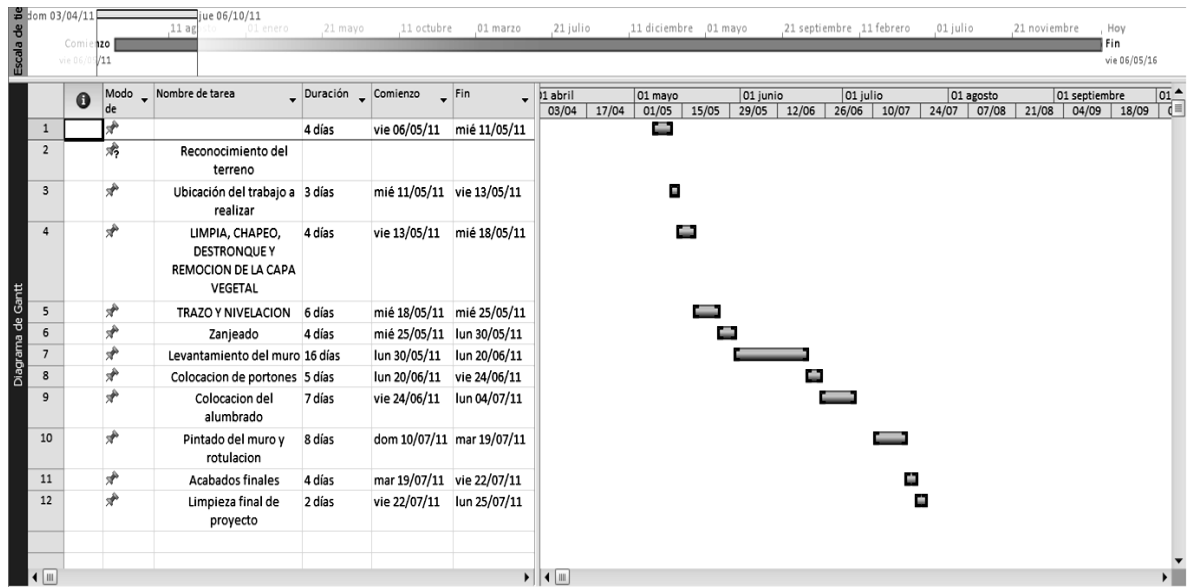 dom 03/04/11 jue 06/10/11
11 ag 01 enero 21 mayo 11 octubre 01 marzo 21 julio 11 diciembre 01 mayo 21 septiembre 11 febrero 01 julio 21 noviembre Hoy
Comienzo Fin
vie 06/05/11 vie 06/05/16
Escala de tie
Diagrama de Gantt
Modo de Nombre de tarea Duración Comienzo Fin
01 abril 01 mayo 01 junio 01 julio 01 agosto 01 septiembre 01
03/04 17/04 01/05 15/05 29/05 12/06 26/06 10/07 24/07 07/08 21/08 04/09 18/09
1 4 días vie 06/05/11 mié 11/05/11
2 Reconocimiento del
terreno
3 Ubicación del trabajo a 3 días mié 11/05/11 vie 13/05/11
realizar
4 LIMPIA, CHAPEO, 4 días vie 13/05/11 mié 18/05/11
DESTRONQUE Y
REMOCION DE LA CAPA
VEGETAL
5 TRAZO Y NIVELACION 6 días mié 18/05/11 mié 25/05/11
6 Zanjeado 4 días mié 25/05/11 lun 30/05/11
7 Levantamiento del muro 16 días lun 30/05/11 lun 20/06/11
8 Colocacion de portones 5 días lun 20/06/11 vie 24/06/11
9 Colocacion del 7 días vie 24/06/11 lun 04/07/11
alumbrado
10 Pintado del muro y 8 días dom 10/07/11 mar 19/07/11
rotulacion
11 Acabados finales 4 días mar 19/07/11 vie 22/07/11
12 Limpieza final de 2 días vie 22/07/11 lun 25/07/11
proyecto